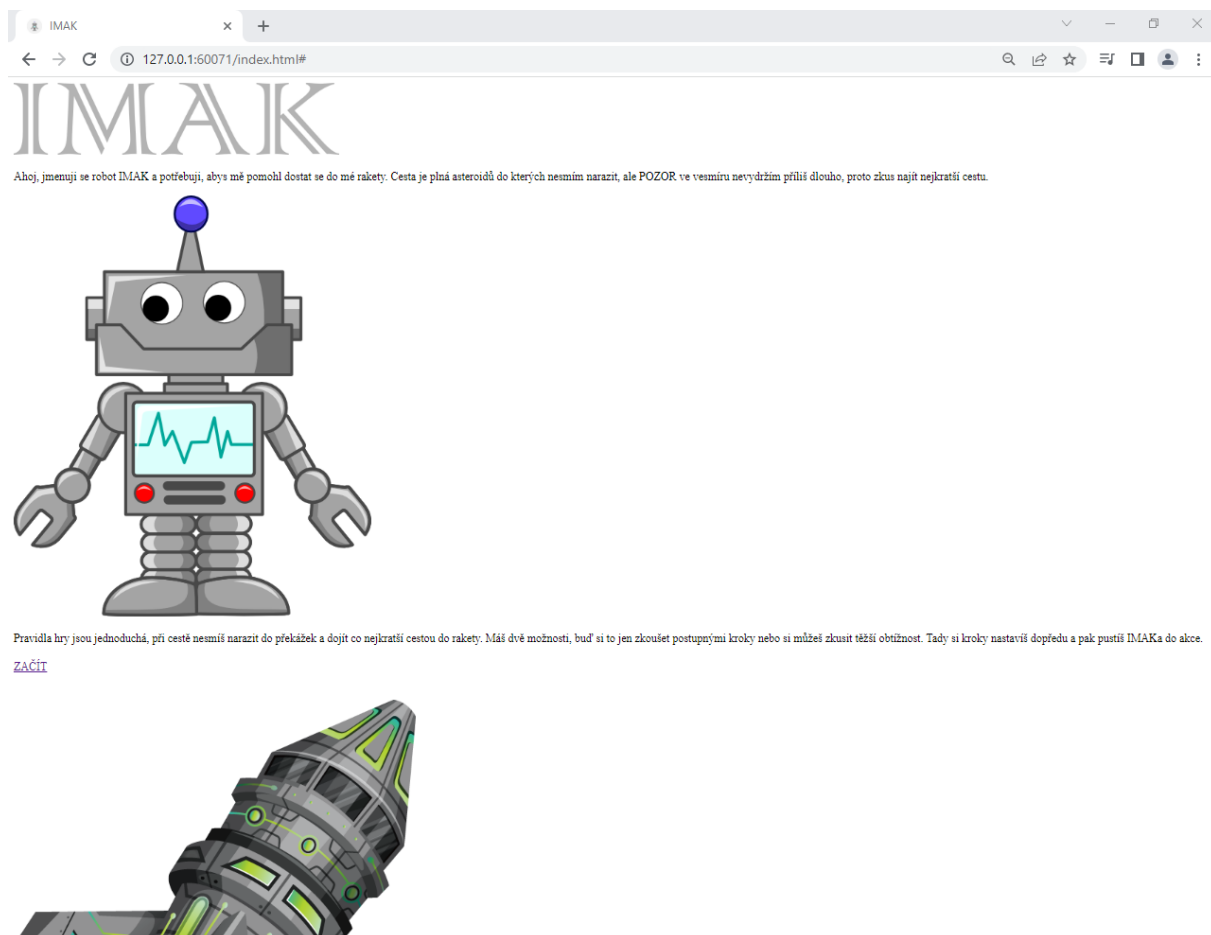 IMAK
127.0.0.1:60071/index.html#
IMAK
Ahoj, jmenuji se robot IMAK a potřebuji, abys mě pomohl dostat se do mé rakety. Cesta je plná asteroidů do kterých nesmím narazit, ale POZOR ve vesmíru nevydržím příliš dlouho, proto zkus najít nejkratší cestu.
Pravidla hry jsou jednoduchá, při cestě nesmíš narazit do překážek a dojít co nejkratší cestou do rakety. Máš dvě možnosti, buď si to jen zkoušet postupnými kroky nebo si můžeš zkusit těžší obtížnost. Tady si kroky nastavíš dopředu a pak pustíš IMAKa do akce.
ZAČÍT